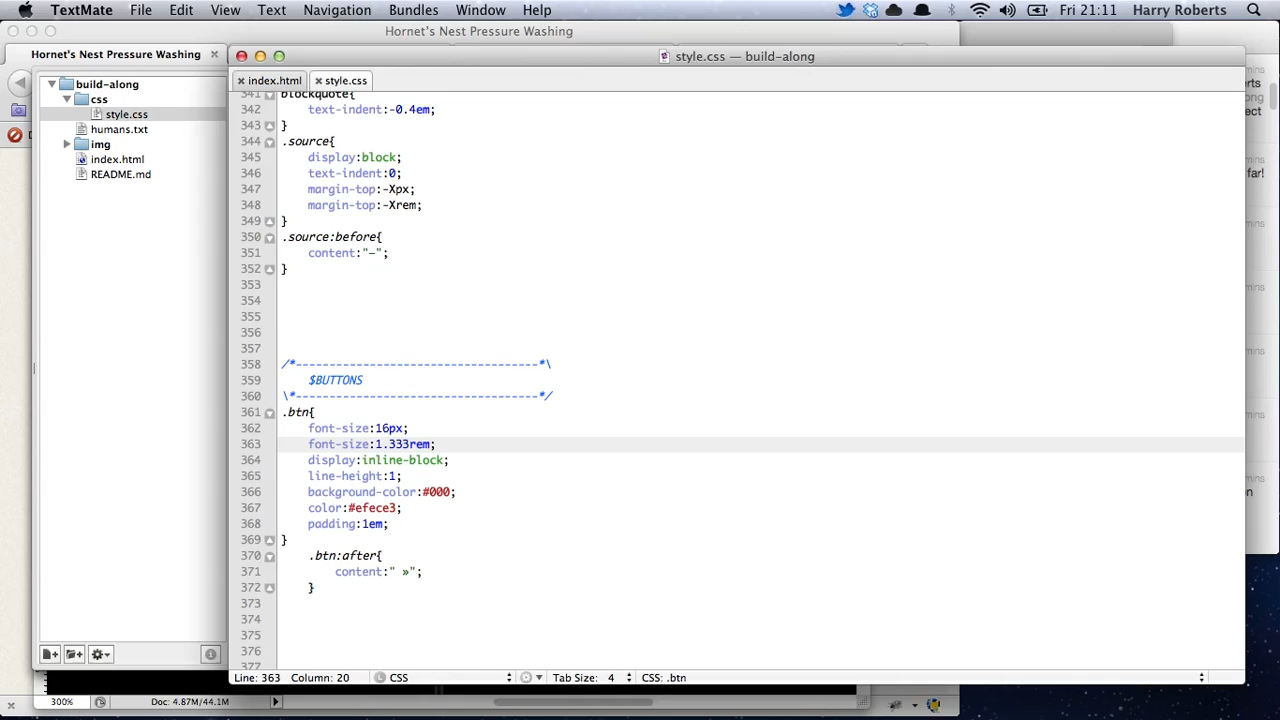 TextMate File Edit View Text Navigation Bundles Window Help Fri 21:11 Harry Roberts
Hornet's Nest Pressure Washing
Hornet's Nest Pressure Washing
style.css — build-along
index.html style.css
build-along
css
style.css
humans.txt
img
index.html
README.md
341 blockquote{
342 text-indent:-0.4em;
343 }
344 .source{
345 display:block;
346 text-indent:0;
347 margin-top:-Xpx;
348 margin-top:-Xrem;
349 }
350 .source:before{
351 content:"—";
352 }
353
354
355
356
357
358 /*------------------------------------*\
359 $BUTTONS
360 \*------------------------------------*/
361 .btn{
362 font-size:16px;
363 font-size:1.333rem;
364 display:inline-block;
365 line-height:1;
366 background-color:#000;
367 color:#efece3;
368 padding:1em;
369 }
370 .btn:after{
371 content:" »";
372 }
373
374
375
376
377
Line: 363 Column: 20 CSS Tab Size: 4 CSS: .btn
300% Doc: 4.87M/44.1M